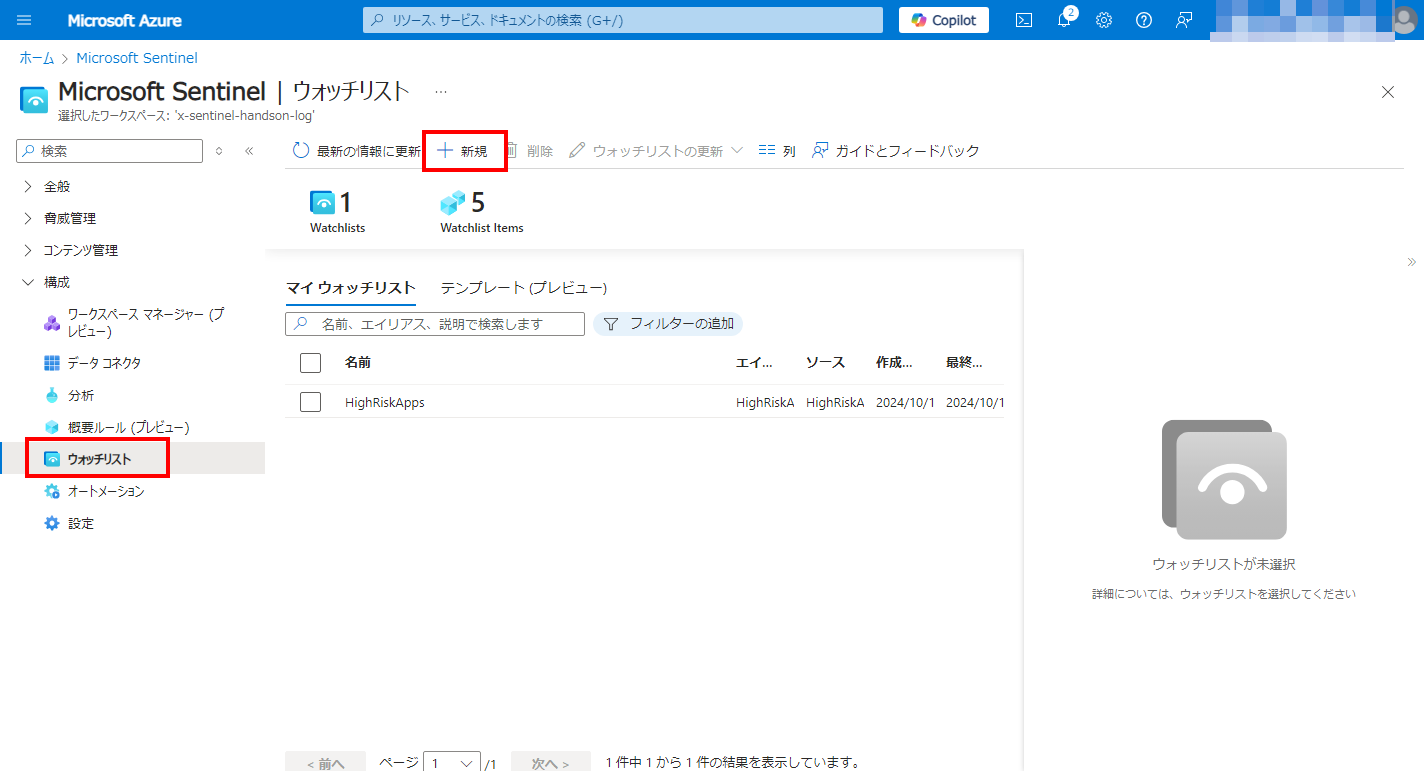 Microsoft Azure
リソース、サービス、ドキュメントの検索 (G+/)
Copilot
2
ホーム > Microsoft Sentinel
Microsoft Sentinel | ウォッチリスト ...
選択したワークスペース: 'x-sentinel-handson-log'
検索
最新の情報に更新 新規 削除 ウォッチリストの更新 列 ガイドとフィードバック
全般
脅威管理
コンテンツ管理
構成
ワークスペース マネージャー (プ
レビュー)
データ コネクタ
分析
概要ルール (プレビュー)
ウォッチリスト
オートメーション
設定
1
Watchlists
5
Watchlist Items
マイ ウォッチリスト テンプレート (プレビュー)
名前、エイリアス、説明で検索します フィルターの追加
名前 エイ... ソース 作成... 最終...
HighRiskApps HighRiskA HighRiskA 2024/10/1 2024/10/1
< 前へ ページ 1 /1 次へ > 1 件中 1 から 1 件の結果を表示しています。
ウォッチリストが未選択
詳細については、ウォッチリストを選択してください